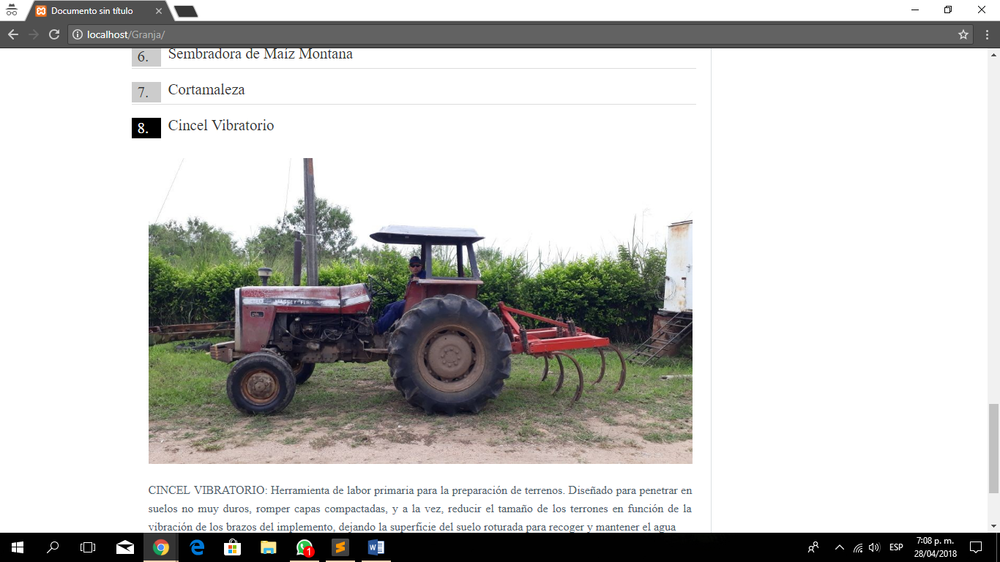 Documento sin título
localhost/Granja/
6. Sembradora de Maíz Montana
7. Cortamaleza
8. Cincel Vibratorio
MASSEY FERGUSON
CINCEL VIBRATORIO: Herramienta de labor primaria para la preparación de terrenos. Diseñado para penetrar en
suelos no muy duros, romper capas compactadas, y a la vez, reducir el tamaño de los terrones en función de la
vibración de los brazos del implemento, dejando la superficie del suelo roturada para recoger y mantener el agua
1
ESP
7:08 p. m.
28/04/2018